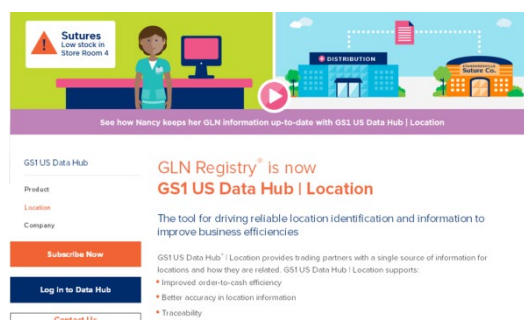 Sutures
Low stock in
Store Room 4
DISTRIBUTION
Suture Co.
See how Nancy keeps her GLN information up-to-date with GS1 US Data Hub | Location
GS1 US Data Hub
Product
Location
Company
Subscribe Now
Log in to Data Hub
Contact Us
GLN Registry® is now
GS1 US Data Hub | Location
The tool for driving reliable location identification and information to
improve business efficiencies
GS1 US Data Hub® | Location provides trading partners with a single source of information for
locations and how they are related. GS1 US Data Hub | Location supports:
• Improved order-to-cash efficiency
• Better accuracy in location information
• Traceability